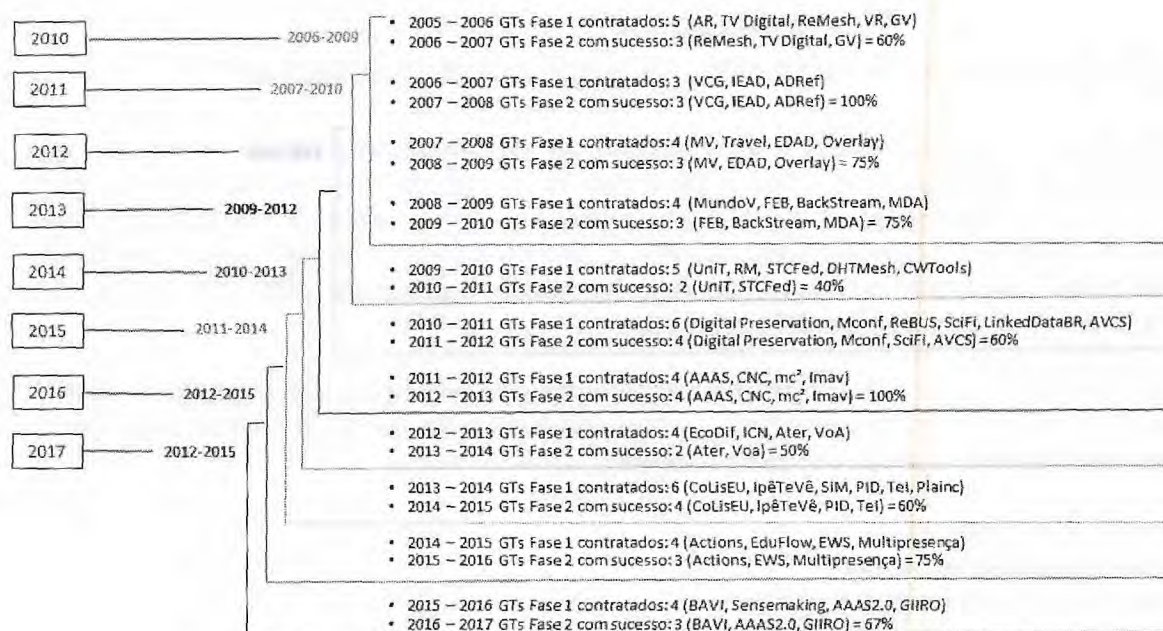 2010
2006-2009
2011
2007-2010
2012
2013
2009-2012
2014
2010-2013
2015
2011-2014
2016
2012-2015
2017
2012-2015
• 2005 – 2006 GTs Fase 1 contratados: 5 (AR, TV Digital, ReMesh, VR, GV)
• 2006 – 2007 GTs Fase 2 com sucesso: 3 (ReMesh, TV Digital, GV) = 60%
• 2006 – 2007 GTs Fase 1 contratados: 3 (VCG, IEAD, ADRef)
• 2007 – 2008 GTs Fase 2 com sucesso: 3 (VCG, IEAD, ADRef) = 100%
• 2007 – 2008 GTs Fase 1 contratados: 4 (MV, Travel, EDAD, Overlay)
• 2008 – 2009 GTs Fase 2 com sucesso: 3 (MV, EDAD, Overlay) = 75%
• 2008 – 2009 GTs Fase 1 contratados: 4 (MundoV, FEB, BackStream, MDA)
• 2009 – 2010 GTs Fase 2 com sucesso: 3 (FEB, BackStream, MDA) = 75%
• 2009 – 2010 GTs Fase 1 contratados: 5 (UniT, RM, STCFed, DHTMesh, CWTools)
• 2010 – 2011 GTs Fase 2 com sucesso: 2 (UniT, STCFed) = 40%
• 2010 – 2011 GTs Fase 1 contratados: 6 (Digital Preservation, Mconf, ReBUS, SciFi, LinkedDataBR, AVCS)
• 2011 – 2012 GTs Fase 2 com sucesso: 4 (Digital Preservation, Mconf, SciFi, AVCS) = 60%
• 2011 – 2012 GTs Fase 1 contratados: 4 (AAAS, CNC, mc², Imav)
• 2012 – 2013 GTs Fase 2 com sucesso: 4 (AAAS, CNC, mc², Imav) = 100%
• 2012 – 2013 GTs Fase 1 contratados: 4 (EcoDif, ICN, Ater, VoA)
• 2013 – 2014 GTs Fase 2 com sucesso: 2 (Ater, Voa) = 50%
• 2013 – 2014 GTs Fase 1 contratados: 6 (CoLisEU, IpêTeVê, SiM, PID, Tei, Plainc)
• 2014 – 2015 GTs Fase 2 com sucesso: 4 (CoLisEU, IpêTeVê, PID, Tei) = 60%
• 2014 – 2015 GTs Fase 1 contratados: 4 (Actions, EduFlow, EWS, Multipresença)
• 2015 – 2016 GTs Fase 2 com sucesso: 3 (Actions, EWS, Multipresença) = 75%
• 2015 – 2016 GTs Fase 1 contratados: 4 (BAVI, Sensemaking, AAAS2.0, GIIRO)
• 2016 – 2017 GTs Fase 2 com sucesso: 3 (BAVI, AAAS2.0, GIIRO) = 67%